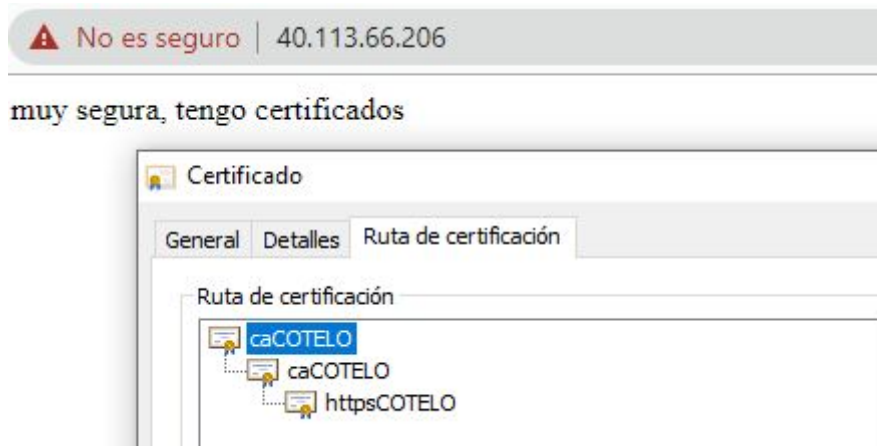 No es seguro | 40.113.66.206
muy segura, tengo certificados
Certificado
General Detalles Ruta de certificación
Ruta de certificación
caCOTELO
caCOTELO
httpsCOTELO